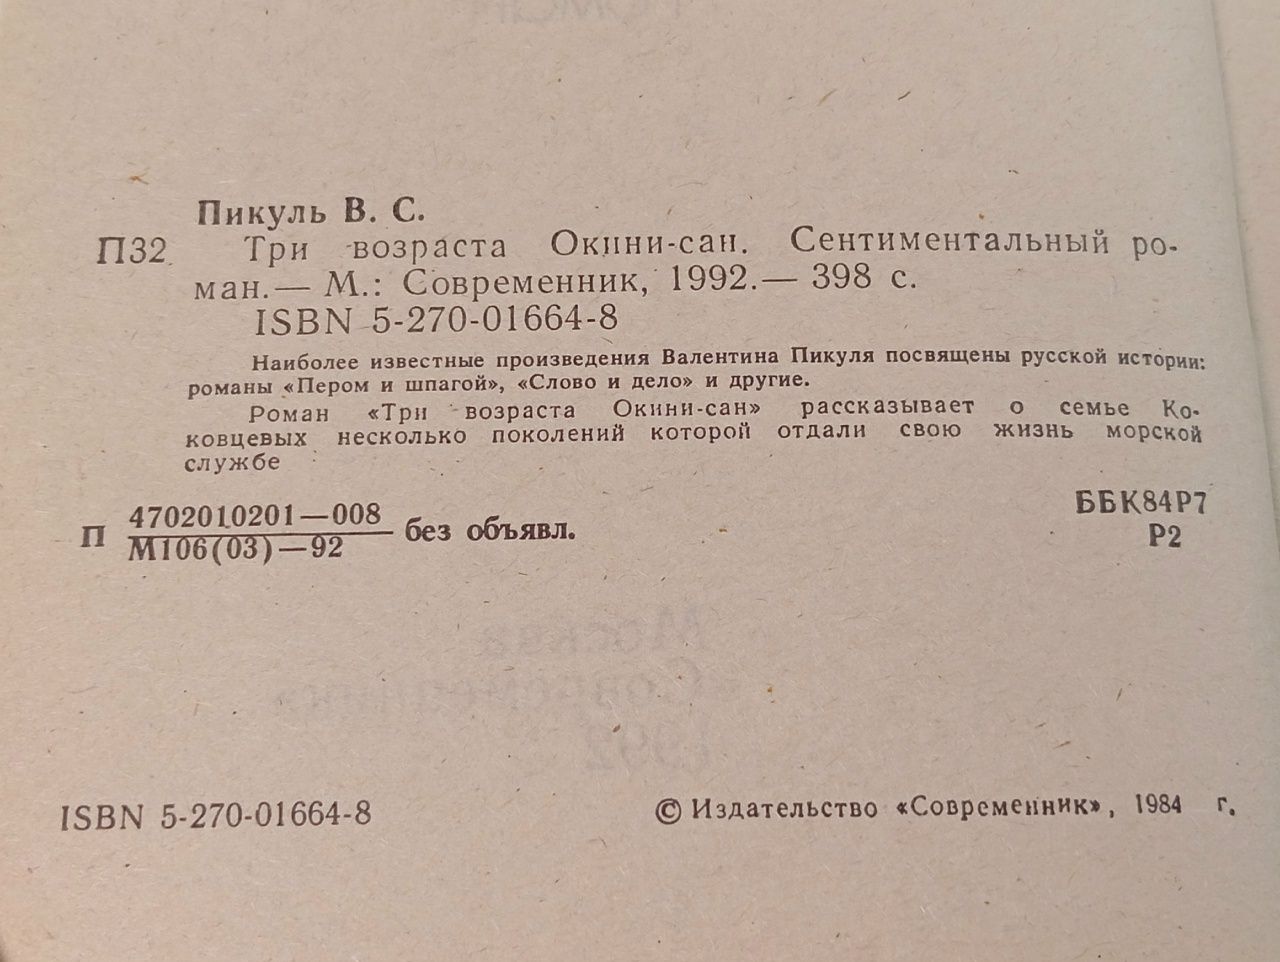 Пикуль В. С.
П32 Три возраста Окини-сан. Сентиментальный ро-
ман.— М.: Современник, 1992.— 398 с.
ISBN 5-270-01664-8
Наиболее известные произведения Валентина Пикуля посвящены русской истории:
романы «Пером и шпагой», «Слово и дело» и другие.
Роман «Три возраста Окини-сан» рассказывает о семье Ко-
ковцевых несколько поколений которой отдали свою жизнь морской
службе
П 4702010201—008
М106(03)—92 без объявл.
ББК84Р7
Р2
Москва
«Современник»
1992
ISBN 5-270-01664-8 © Издательство «Современник», 1984 г.